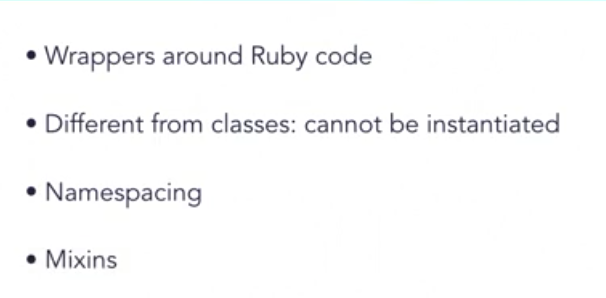 • Wrappers around Ruby code
• Different from classes: cannot be instantiated
• Namespacing
• Mixins